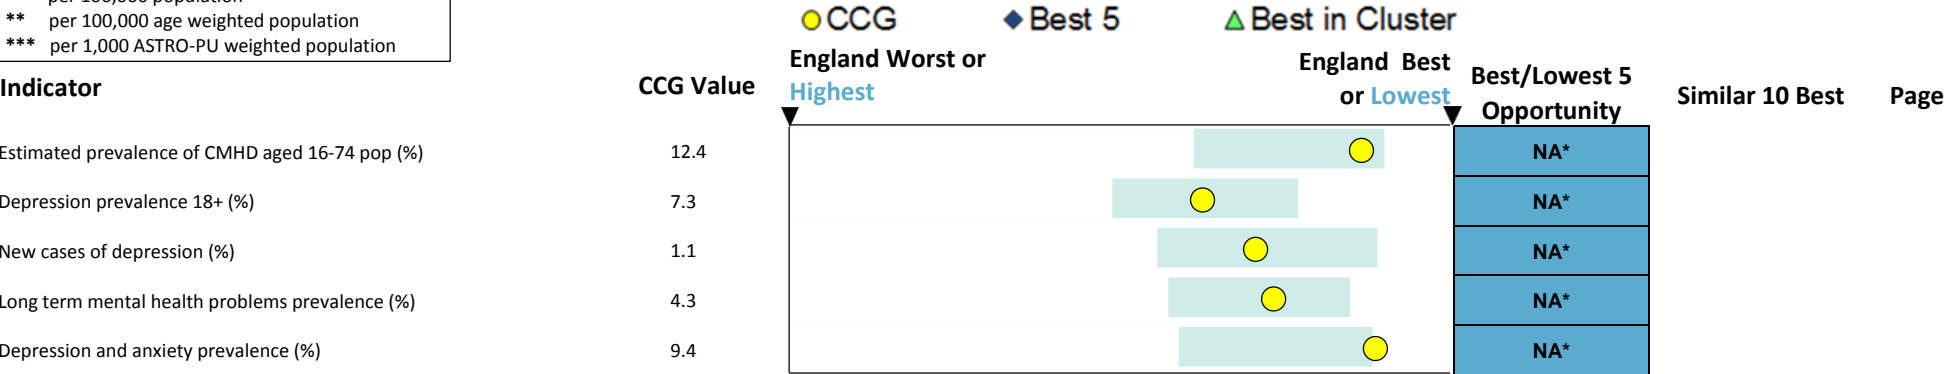 per 100,000 population
** per 100,000 age weighted population
*** per 1,000 ASTRO-PU weighted population
CCG Best 5 Best in Cluster
Indicator
CCG Value
England Worst or
Highest
England Best
or Lowest
Best/Lowest 5
Opportunity
Similar 10 Best
Page
Estimated prevalence of CMHD aged 16-74 pop (%) 12.4 NA*
Depression prevalence 18+ (%) 7.3 NA*
New cases of depression (%) 1.1 NA*
Long term mental health problems prevalence (%) 4.3 NA*
Depression and anxiety prevalence (%) 9.4 NA*